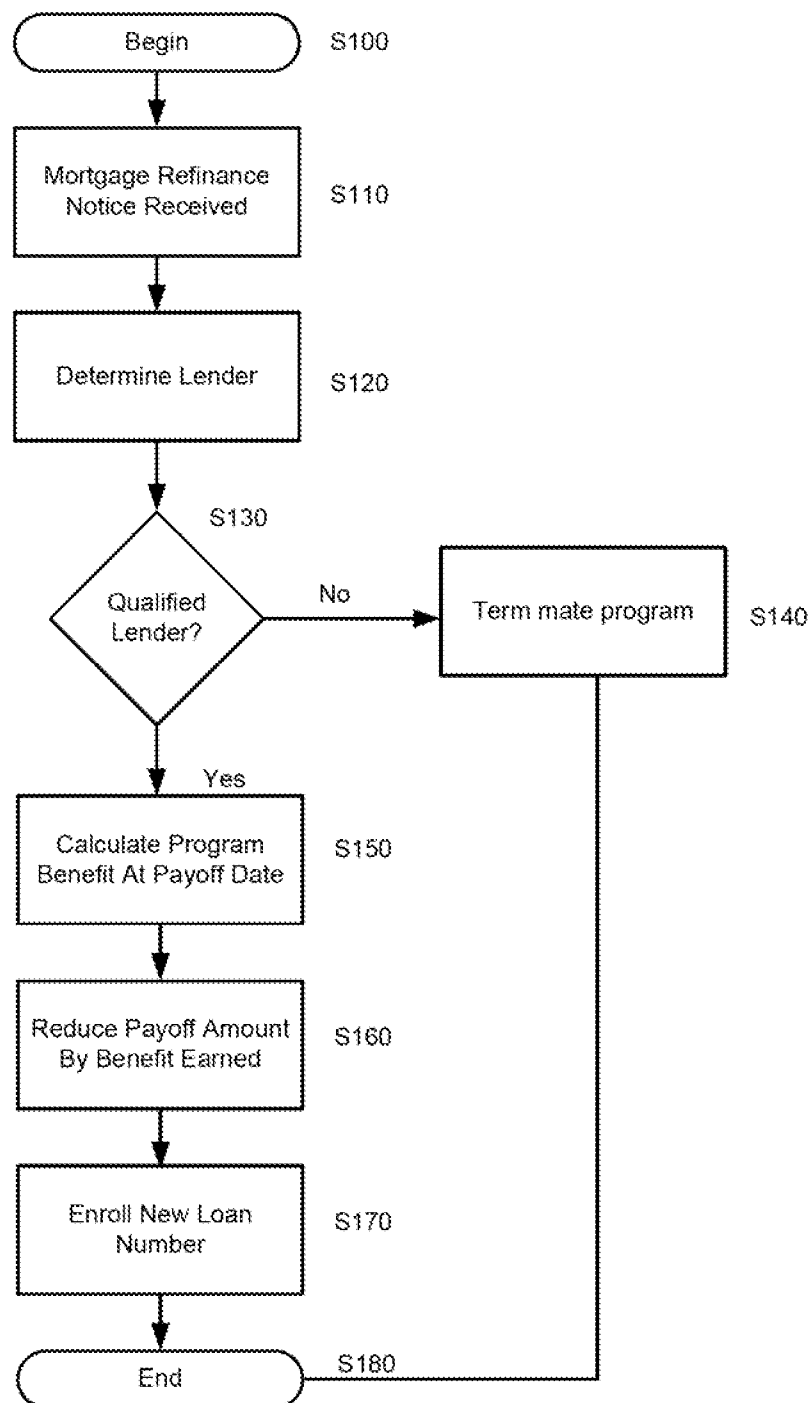 Begin
S100
Mortgage Refinance
Notice Received
S110
Determine Lender
S120
S130
Qualified
Lender?
No
Term mate program
S140
Yes
Calculate Program
Benefit At Payoff Date
S150
Reduce Payoff Amount
By Benefit Earned
S160
Enroll New Loan
Number
S170
End
S180